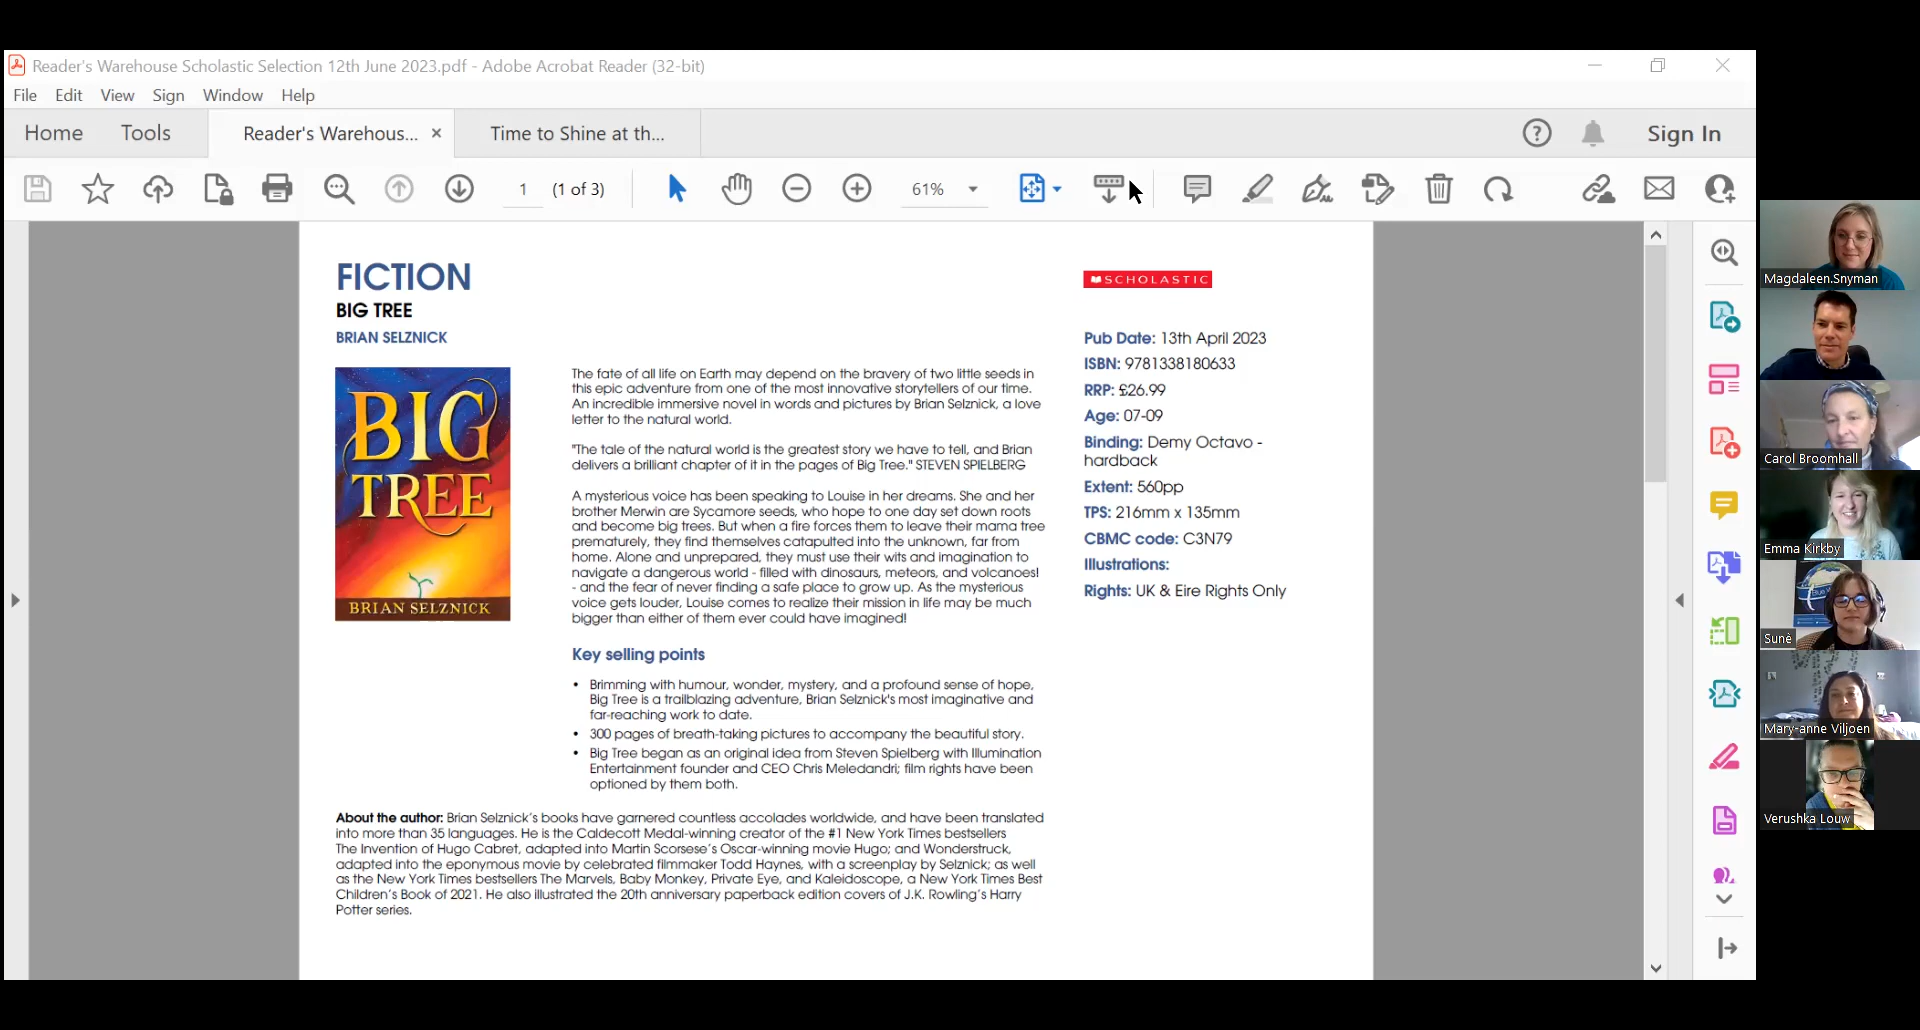 Reader's Warehouse Scholastic Selection 12th June 2023.pdf - Adobe Acrobat Reader (32-bit)
File Edit View Sign Window Help
Home Tools Reader's Warehous... × Time to Shine at th... Sign In
1 (1 of 3) 61%
FICTION
BIG TREE
BRIAN SELZNICK
BIG
TREE
BRIAN SELZNICK
The fate of all life on Earth may depend on the bravery of two little seeds in
this epic adventure from one of the most innovative storytellers of our time.
An incredible immersive novel in words and pictures by Brian Selznick, a love
letter to the natural world.
"The tale of the natural world is the greatest story we have to tell, and Brian
delivers a brilliant chapter of it in the pages of Big Tree." STEVEN SPIELBERG
A mysterious voice has been speaking to Louise in her dreams. She and her
brother Merwin are Sycamore seeds, who hope to one day set down roots
and become big trees. But when a fire forces them to leave their mama tree
prematurely, they find themselves catapulted into the unknown, far from
home. Alone and unprepared, they must use their wits and imagination to
navigate a dangerous world - filled with dinosaurs, meteors, and volcanoes!
- and the fear of never finding a safe place to grow up. As the mysterious
voice gets louder, Louise comes to realize their mission in life may be much
bigger than either of them ever could have imagined!
Key selling points
• Brimming with humour, wonder, mystery, and a profound sense of hope,
Big Tree is a trailblazing adventure, Brian Selznick's most imaginative and
far-reaching work to date.
• 300 pages of breath-taking pictures to accompany the beautiful story.
• Big Tree began as an original idea from Steven Spielberg with Illumination
Entertainment founder and CEO Chris Meledandri; film rights have been
optioned by them both.
About the author: Brian Selznick's books have garnered countless accolades worldwide, and have been translated
into more than 35 languages. He is the Caldecott Medal-winning creator of the #1 New York Times bestsellers
The Invention of Hugo Cabret, adapted into Martin Scorsese's Oscar-winning movie Hugo; and Wonderstruck,
adapted into the eponymous movie by celebrated filmmaker Todd Haynes, with a screenplay by Selznick; as well
as the New York Times bestsellers The Marvels, Baby Monkey, Private Eye, and Kaleidoscope, a New York Times Best
Children's Book of 2021. He also illustrated the 20th anniversary paperback edition covers of J.K. Rowling's Harry
Potter series.
SCHOLASTIC
Pub Date: 13th April 2023
ISBN: 9781338180633
RRP: £26.99
Age: 07-09
Binding: Demy Octavo -
hardback
Extent: 560pp
TPS: 216mm x 135mm
CBMC code: C3N79
Illustrations:
Rights: UK & Eire Rights Only
Magdaleen.Snyman
Carol Broomhall
Emma Kirkby
Sunè
Mary-anne Viljoen
Verushka Louw